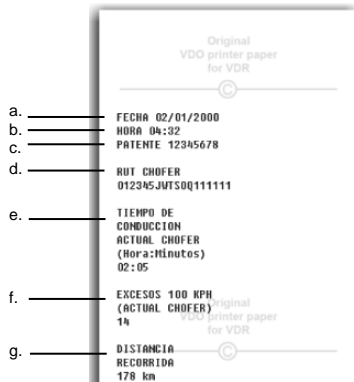 Original
VDO printer paper
for VDR
C
a. FECHA 02/01/2000
b. HORA 04:32
c. PATENTE 12345678
d. RUT CHOFER
012345JWTS0Q111111
e. TIEMPO DE
CONDUCCION
ACTUAL CHOFER
(Hora:Minutos)
02:05
f. EXCESOS 100 KPH
(ACTUAL CHOFER)
14
Original
VDO printer paper
for VDR
C
g. DISTANCIA
RECORRIDA
178 km